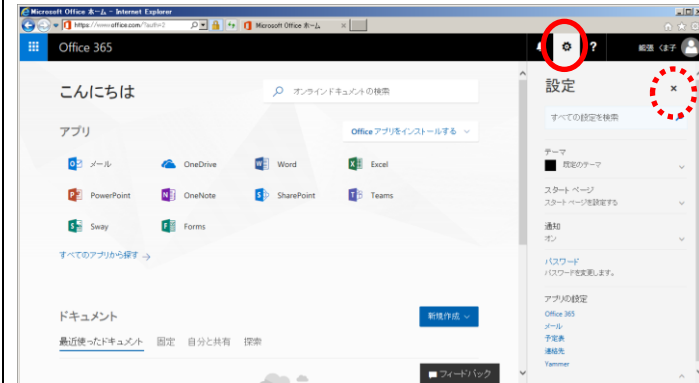 Microsoft Office ホーム - Internet Explorer
https://www.office.com/?auth=2
Microsoft Office ホーム
Office 365
?
こんにちは
オンラインドキュメントの検索
アプリ
Office アプリをインストールする
メール
OneDrive
Word
Excel
PowerPoint
OneNote
SharePoint
Teams
Sway
Forms
すべてのアプリから探す →
ドキュメント
新規作成
最近使ったドキュメント 固定 自分と共有 探索
フィードバック
設定
×
すべての設定を検索
テーマ
既定のテーマ
スタート ページ
スタート ページを設定する
通知
オン
パスワード
パスワードを変更します。
アプリの設定
Office 365
メール
予定表
連絡先
Yammer